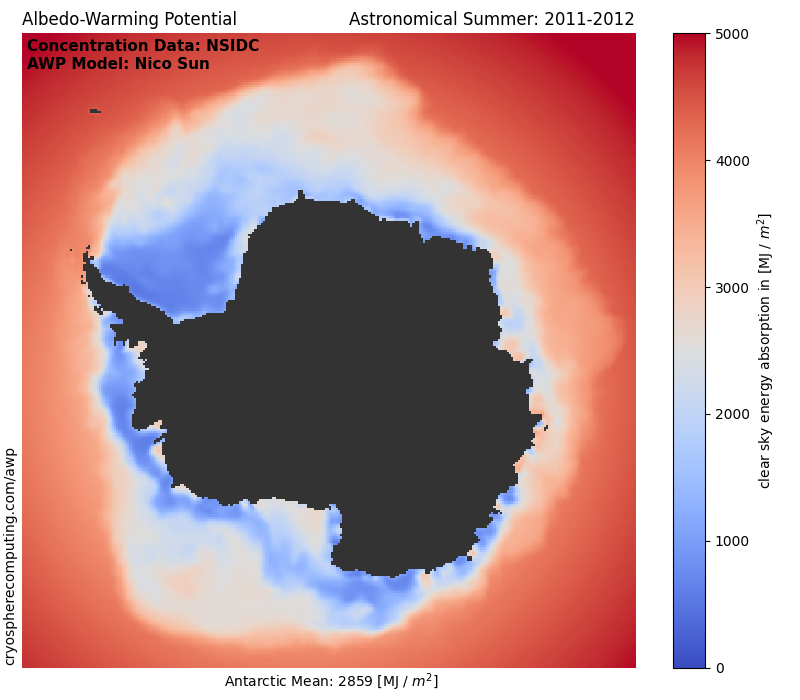 Albedo-Warming Potential
Astronomical Summer: 2011-2012
Concentration Data: NSIDC
AWP Model: Nico Sun
5000
4000
3000
2000
1000
0
clear sky energy absorption in [MJ / m²]
cryospherecomputing.com/awp
Antarctic Mean: 2859 [MJ / m²]